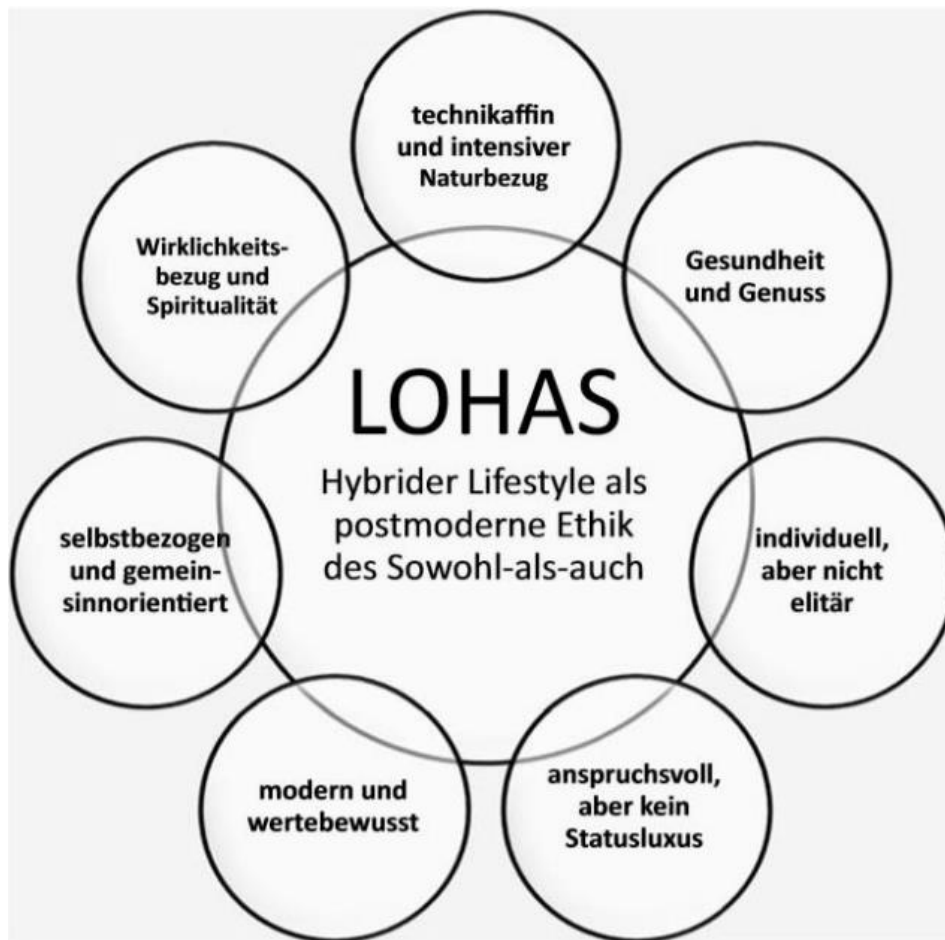 technikaffin
und intensiver
Naturbezug
Wirklichkeits-
bezug und
Spiritualität
Gesundheit
und Genuss
LOHAS
Hybrider Lifestyle als
postmoderne Ethik
des Sowohl-als-auch
selbstbezogen
und gemein-
sinnorientiert
individuell,
aber nicht
elitär
modern und
wertebewusst
anspruchsvoll,
aber kein
Statusluxus